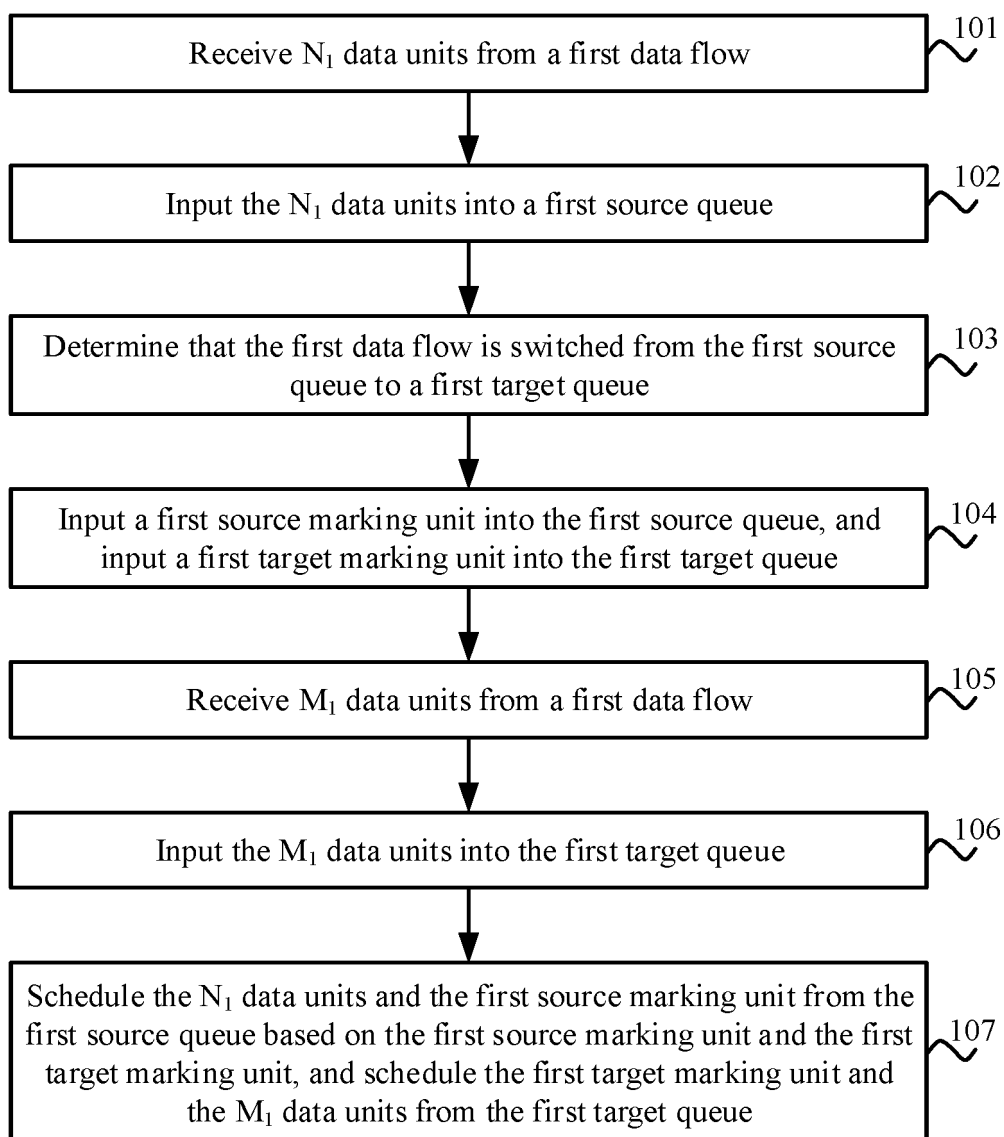 Receive N₁ data units from a first data flow
101
Input the N₁ data units into a first source queue
102
Determine that the first data flow is switched from the first source
queue to a first target queue
103
Input a first source marking unit into the first source queue, and
input a first target marking unit into the first target queue
104
Receive M₁ data units from a first data flow
105
Input the M₁ data units into the first target queue
106
Schedule the N₁ data units and the first source marking unit from the
first source queue based on the first source marking unit and the first
target marking unit, and schedule the first target marking unit and
the M₁ data units from the first target queue
107